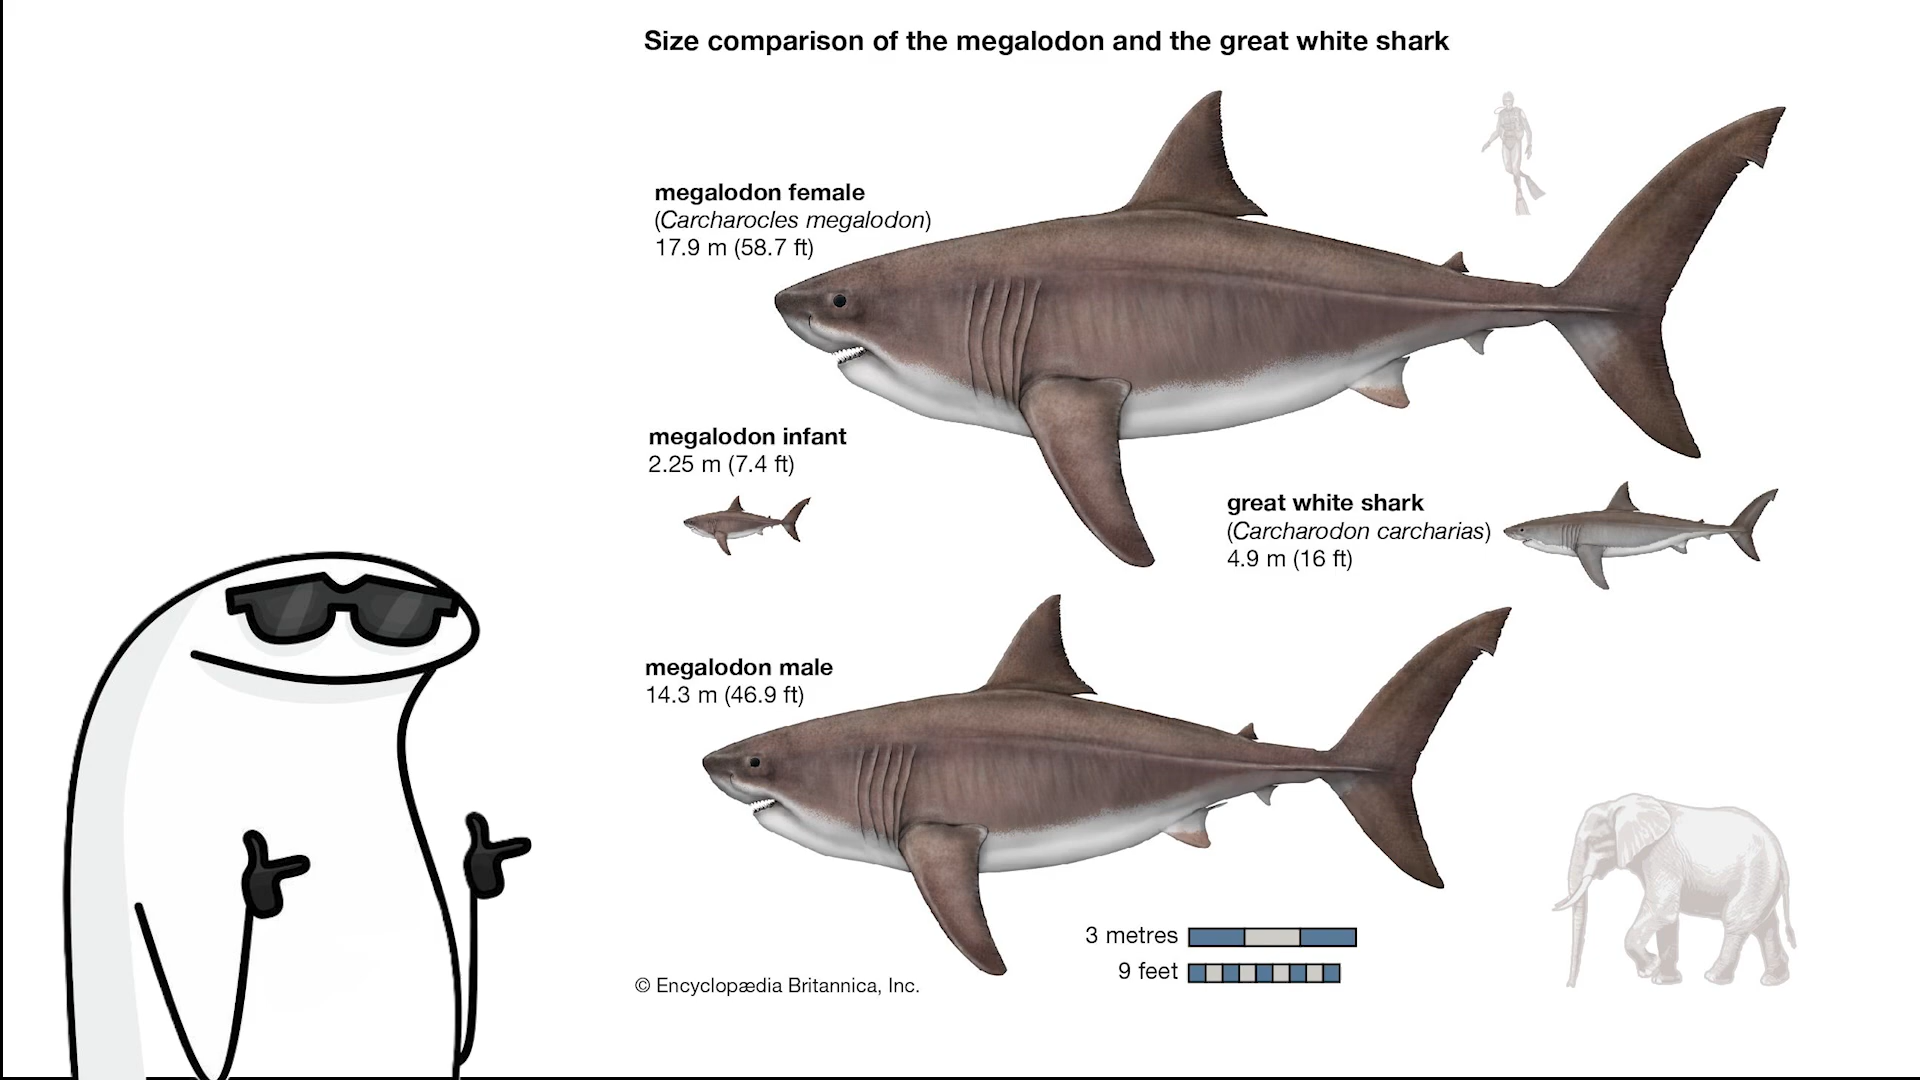 Size comparison of the megalodon and the great white shark
megalodon female
(Carcharocles megalodon)
17.9 m (58.7 ft)
megalodon infant
2.25 m (7.4 ft)
great white shark
(Carcharodon carcharias)
4.9 m (16 ft)
megalodon male
14.3 m (46.9 ft)
3 metres
9 feet
© Encyclopædia Britannica, Inc.